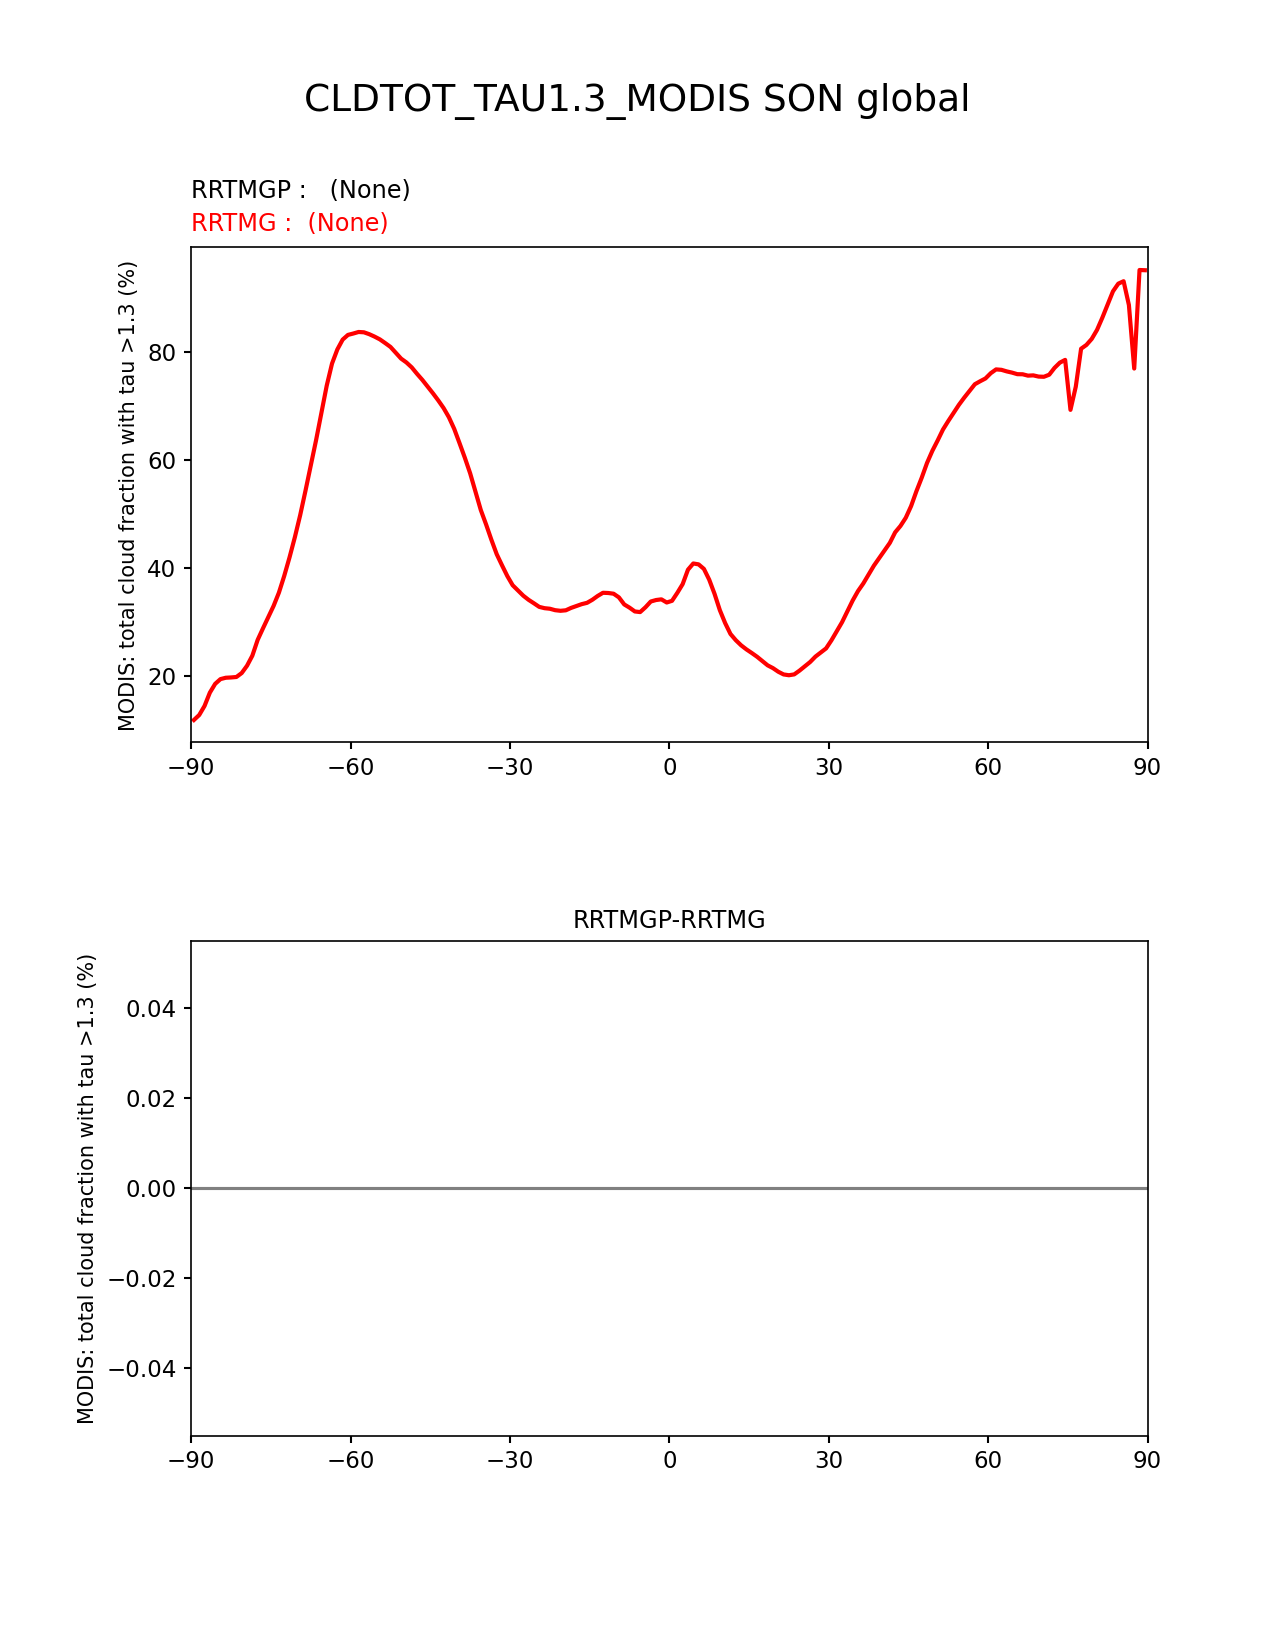 CLDTOT_TAU1.3_MODIS SON global
RRTMGP :   (None)
RRTMG :  (None)
MODIS: total cloud fraction with tau >1.3 (%)
80
60
40
20
−90 −60 −30 0 30 60 90
RRTMGP-RRTMG
MODIS: total cloud fraction with tau >1.3 (%)
0.04
0.02
0.00
−0.02
−0.04
−90 −60 −30 0 30 60 90